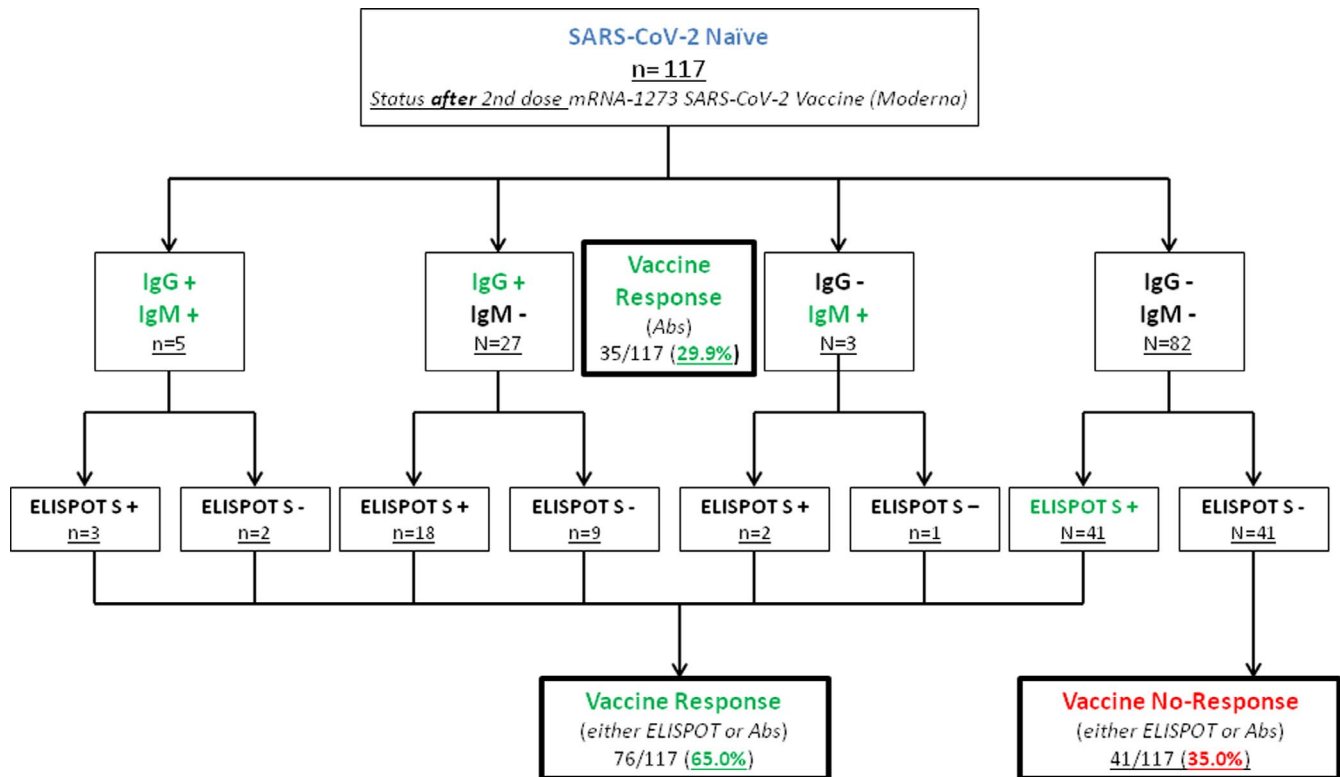 SARS-CoV-2 Naïve
n= 117
Status after 2nd dose mRNA-1273 SARS-CoV-2 Vaccine (Moderna)
IgG +
IgM +
n=5
IgG +
IgM -
N=27
Vaccine
Response
(Abs)
35/117 (29.9%)
IgG -
IgM +
N=3
IgG -
IgM -
N=82
ELISPOT S +
n=3
ELISPOT S -
n=2
ELISPOT S +
n=18
ELISPOT S -
n=9
ELISPOT S +
n=2
ELISPOT S –
n=1
ELISPOT S +
N=41
ELISPOT S -
N=41
Vaccine Response
(either ELISPOT or Abs)
76/117 (65.0%)
Vaccine No-Response
(either ELISPOT or Abs)
41/117 (35.0%)